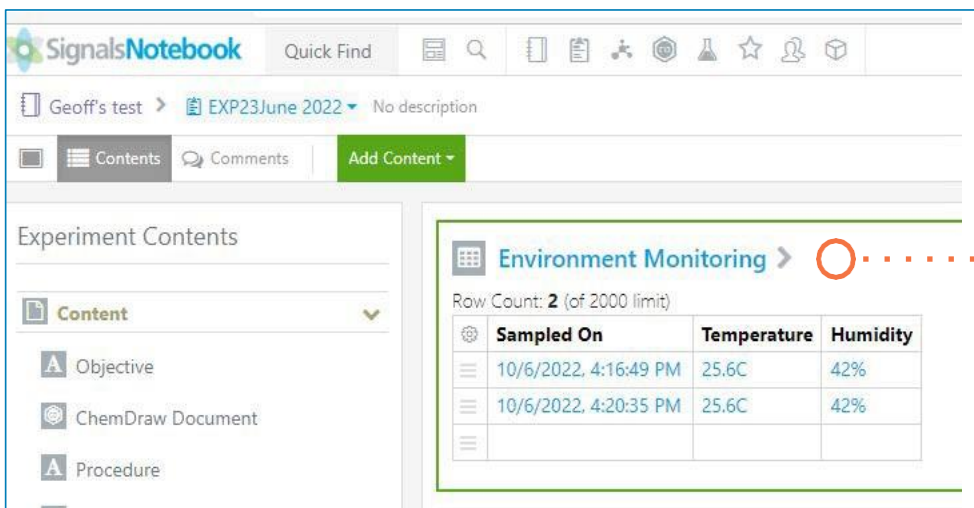 SignalsNotebook Quick Find
Geoff's test > EXP23June 2022 No description
Contents Comments Add Content
Experiment Contents
Content
Objective
ChemDraw Document
Procedure
Environment Monitoring >
Row Count: 2 (of 2000 limit)
Sampled On Temperature Humidity
10/6/2022, 4:16:49 PM 25.6C 42%
10/6/2022, 4:20:35 PM 25.6C 42%